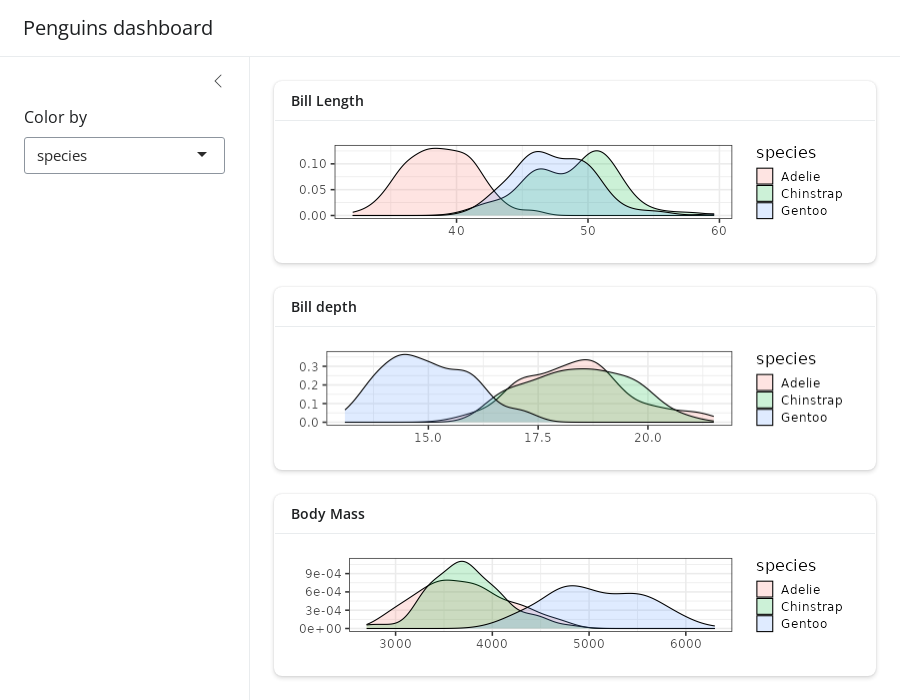 Penguins dashboard
Color by
species
Bill Length
0.10
0.05
0.00
40 50 60
species
Adelie
Chinstrap
Gentoo
Bill depth
0.3
0.2
0.1
0.0
15.0 17.5 20.0
species
Adelie
Chinstrap
Gentoo
Body Mass
9e-04
6e-04
3e-04
0e+00
3000 4000 5000 6000
species
Adelie
Chinstrap
Gentoo